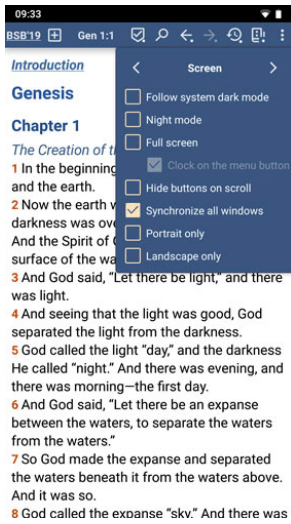 09:33
BSB'19 Gen 1:1
Introduction
Genesis
Chapter 1
The Creation of
1 In the beginning
and the earth.
2 Now the earth
darkness was
And the Spirit of
surface of the
3 And God said, “Let there be light,” and there
was light.
4 And seeing that the light was good, God
separated the light from the darkness.
5 God called the light “day,” and the darkness
He called “night.” And there was evening, and
there was morning—the first day.
6 And God said, “Let there be an expanse
between the waters, to separate the waters
from the waters.”
7 So God made the expanse and separated
the waters beneath it from the waters above.
And it was so.
8 God called the expanse “sky.” And there was
Screen
Follow system dark mode
Night mode
Full screen
Clock on the menu button
Hide buttons on scroll
Synchronize all windows
Portrait only
Landscape only